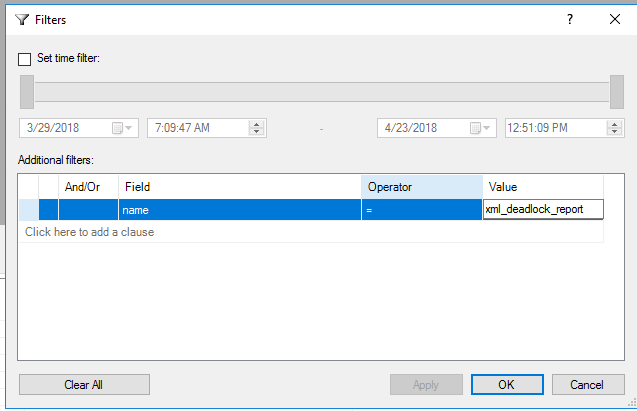 Filters ?
Set time filter:
3/29/2018 7:09:47 AM - 4/23/2018 12:51:09 PM
Additional filters:
And/Or Field Operator Value
name = xml_deadlock_report
Click here to add a clause
Clear All Apply OK Cancel